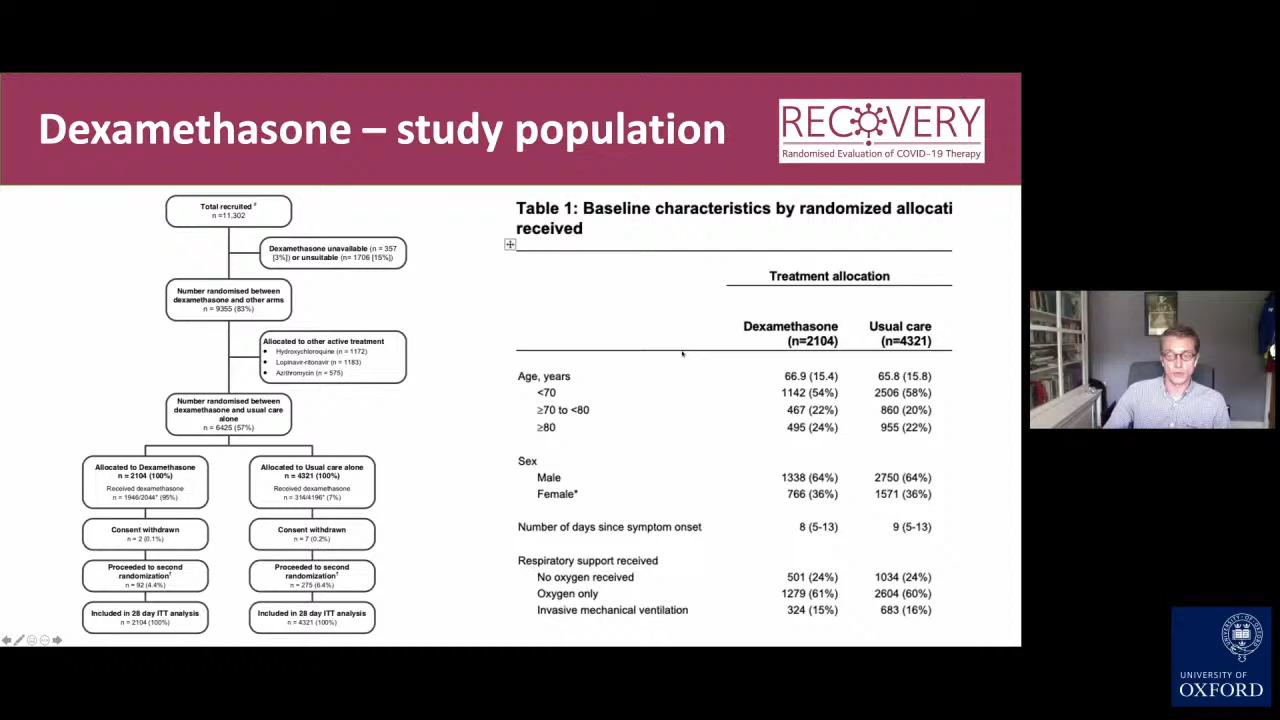 Dexamethasone – study population
RECOVERY
Randomised Evaluation of COVID-19 Therapy
Total recruited #
n =11,302
Dexamethasone unavailable (n = 357
[3%]) or unsuitable (n= 1706 [15%])
Number randomised between
dexamethasone and other arms
n = 9355 (83%)
Allocated to other active treatment
• Hydroxychloroquine (n = 1172)
• Lopinavir-ritonavir (n = 1183)
• Azithromycin (n = 575)
Number randomised between
dexamethasone and usual care
alone
n = 6425 (57%)
Allocated to Dexamethasone
n = 2104 (100%)
Received dexamethasone
n = 1946/2044* (95%)
Allocated to Usual care alone
n = 4321 (100%)
Received dexamethasone
n = 314/4196* (7%)
Consent withdrawn
n = 2 (0.1%)
Consent withdrawn
n = 7 (0.2%)
Proceeded to second
randomization†
n = 92 (4.4%)
Proceeded to second
randomization†
n = 275 (6.4%)
Included in 28 day ITT analysis
n = 2104 (100%)
Included in 28 day ITT analysis
n = 4321 (100%)
Table 1: Baseline characteristics by randomized allocati
received
Treatment allocation
Dexamethasone Usual care
(n=2104) (n=4321)
Age, years 66.9 (15.4) 65.8 (15.8)
<70 1142 (54%) 2506 (58%)
≥70 to <80 467 (22%) 860 (20%)
≥80 495 (24%) 955 (22%)
Sex
Male 1338 (64%) 2750 (64%)
Female* 766 (36%) 1571 (36%)
Number of days since symptom onset 8 (5-13) 9 (5-13)
Respiratory support received
No oxygen received 501 (24%) 1034 (24%)
Oxygen only 1279 (61%) 2604 (60%)
Invasive mechanical ventilation 324 (15%) 683 (16%)
UNIVERSITY OF
OXFORD